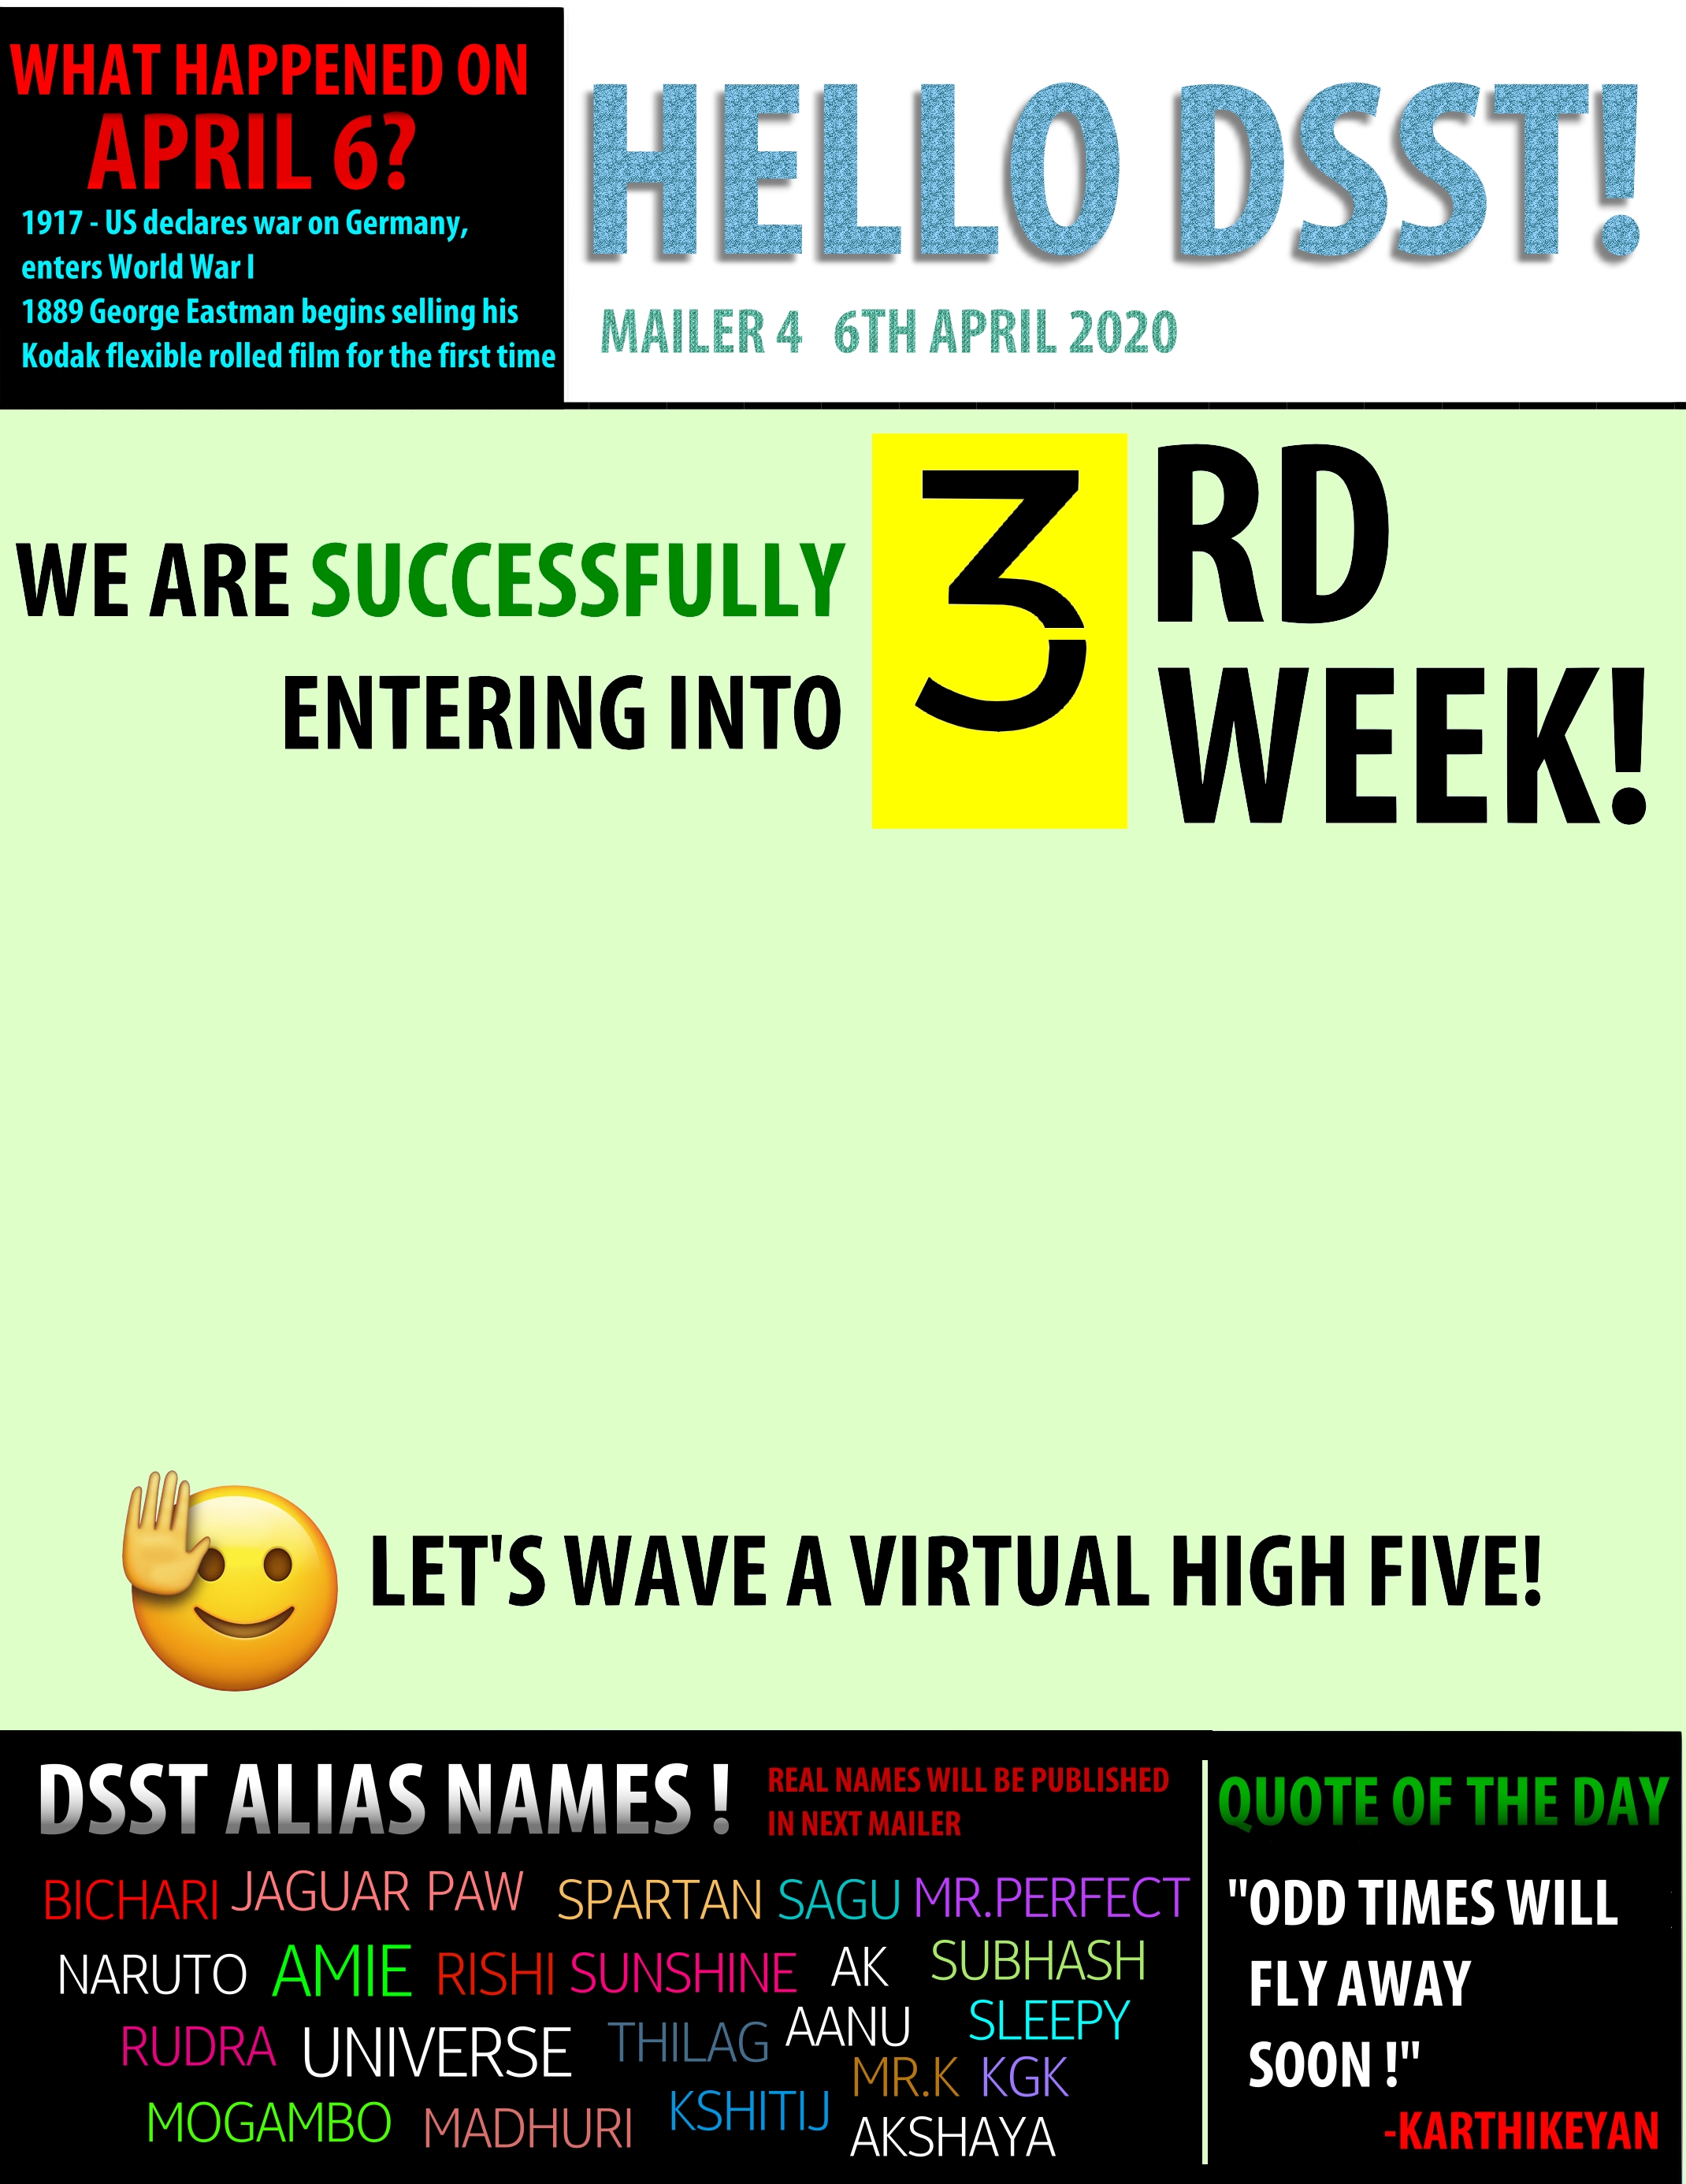 WHAT HAPPENED ON
APRIL 6?
1917 - US declares war on Germany,
enters World War I
1889 George Eastman begins selling his
Kodak flexible rolled film for the first time
HELLO DSST!
MAILER 4 6TH APRIL 2020
WE ARE SUCCESSFULLY
ENTERING INTO
3RD
WEEK!
LET'S WAVE A VIRTUAL HIGH FIVE!
DSST ALIAS NAMES !
REAL NAMES WILL BE PUBLISHED
IN NEXT MAILER
BICHARI JAGUAR PAW SPARTAN SAGU MR.PERFECT
NARUTO AMIE RISHI SUNSHINE AK SUBHASH
RUDRA UNIVERSE THILAG AANU SLEEPY
MR.K KGK
MOGAMBO MADHURI KSHITIJ AKSHAYA
QUOTE OF THE DAY
"ODD TIMES WILL
FLY AWAY
SOON !"
-KARTHIKEYAN